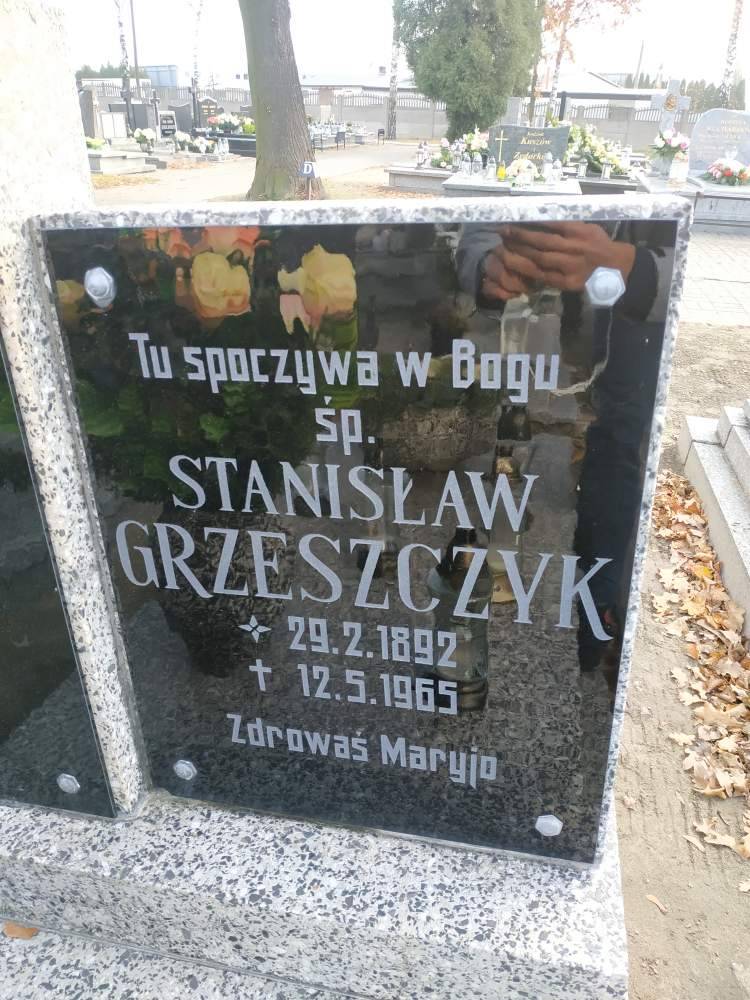 Tu spoczywa w Bogu
śp.
STANISŁAW
GRZESZCZYK
29.2.1892
12.5.1965
Zdrowaś Maryjo